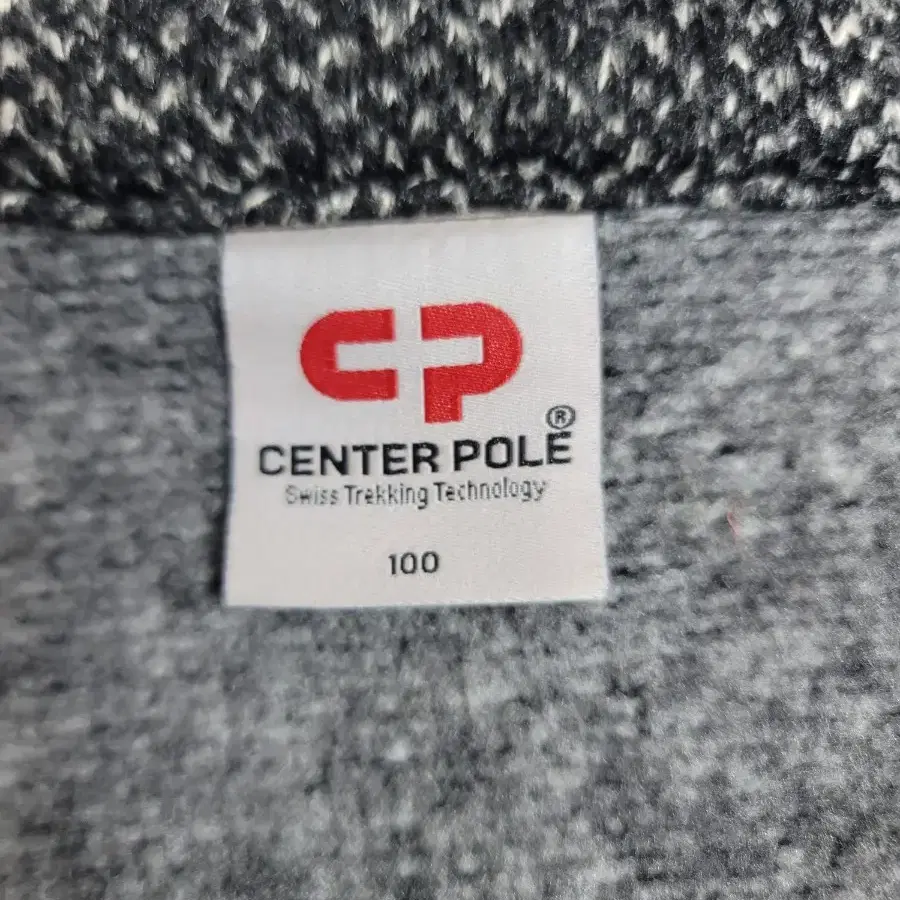 CP
CENTER POLE®
Swiss Trekking Technology
100